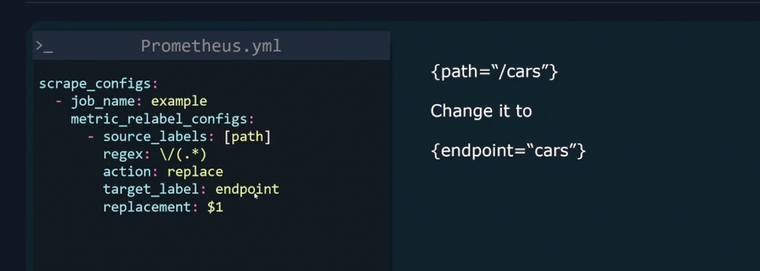 >_ Prometheus.yml
scrape_configs:
  - job_name: example
    metric_relabel_configs:
      - source_labels: [path]
        regex: \/(.*)
        action: replace
        target_label: endpoint
        replacement: $1
{path=“/cars”}
Change it to
{endpoint=“cars”}